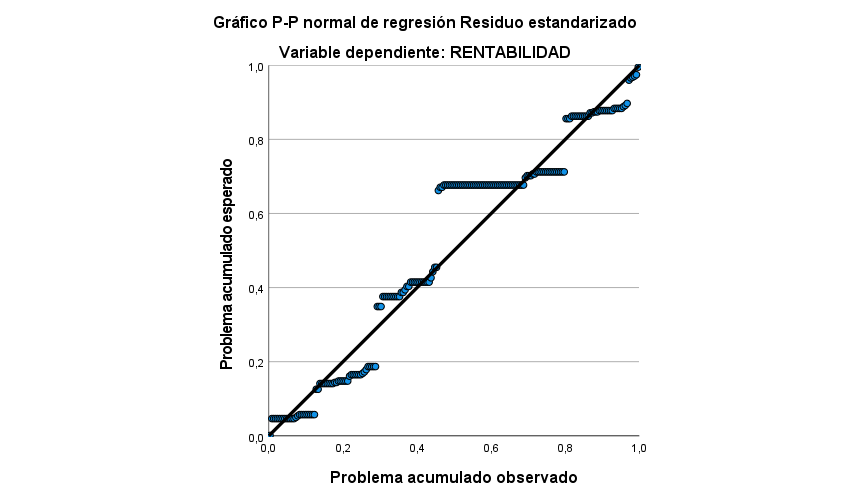 Gráfico P-P normal de regresión Residuo estandarizado
Variable dependiente: RENTABILIDAD
Problema acumulado esperado
1,0
0,8
0,6
0,4
0,2
0,0
0,0 0,2 0,4 0,6 0,8 1,0
Problema acumulado observado